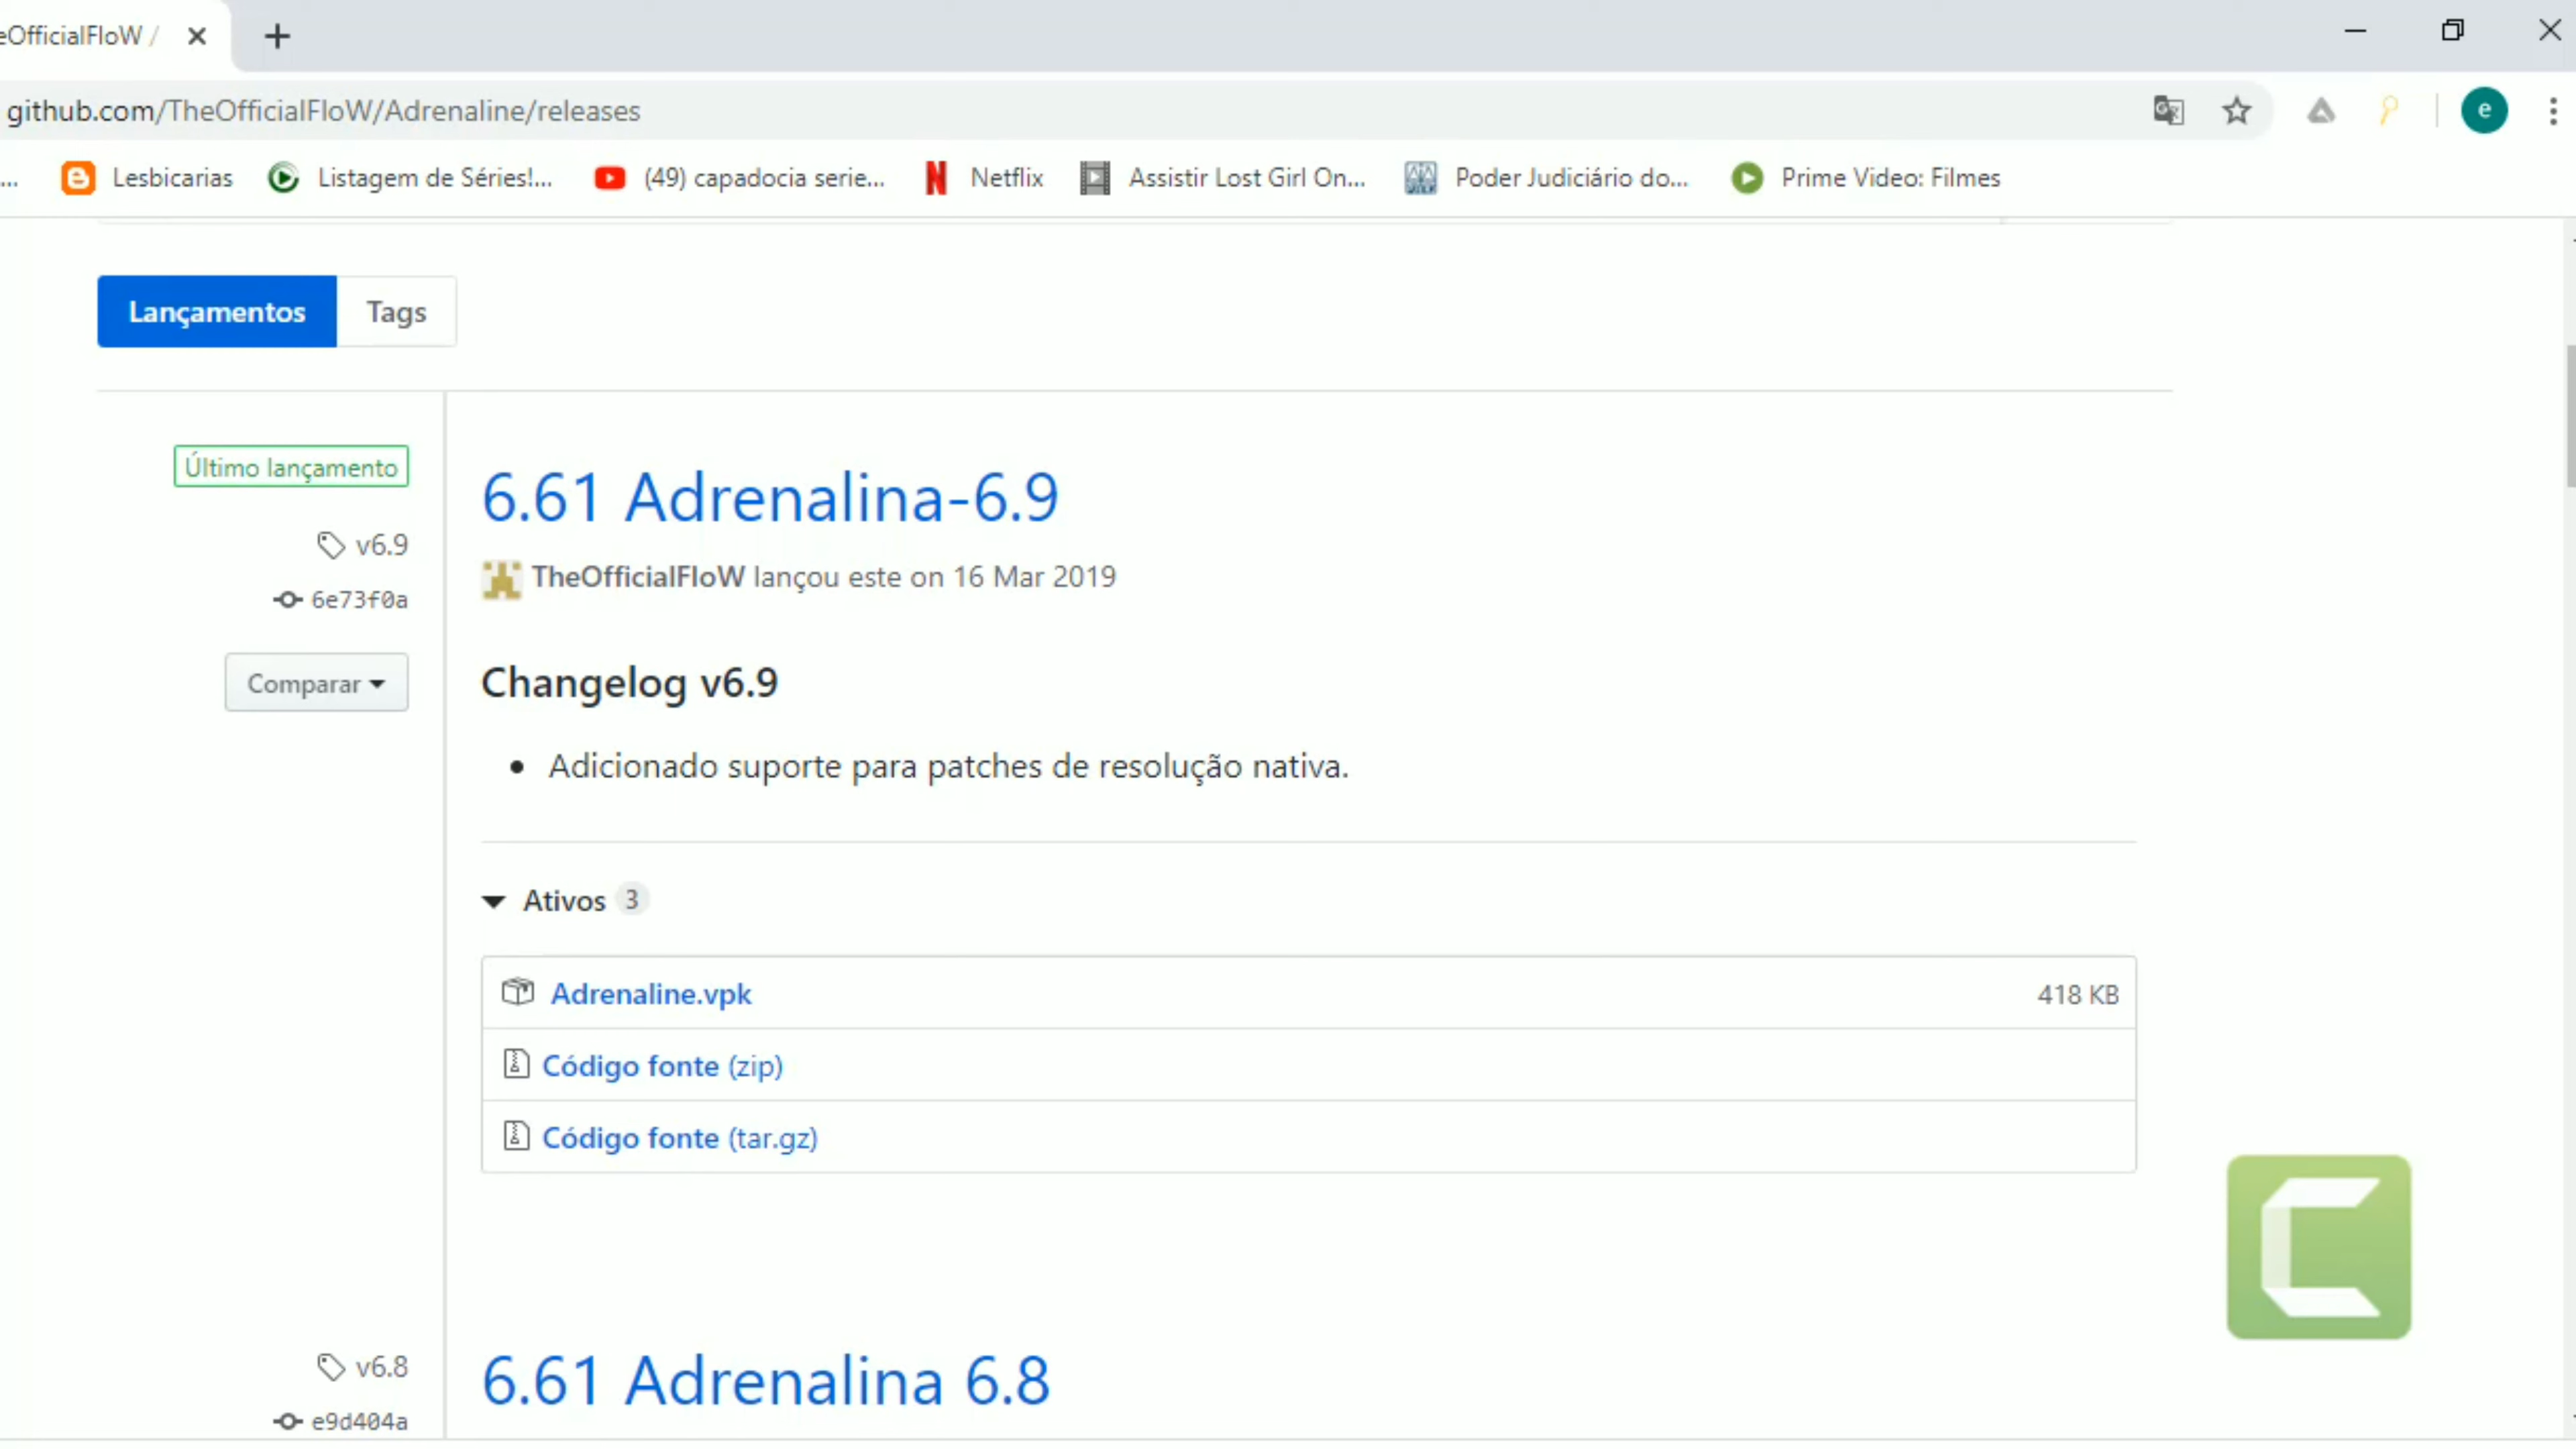 eOfficialFloW /
github.com/TheOfficialFloW/Adrenaline/releases
e
... Lesbicarias Listagem de Séries!... (49) capadocia serie... Netflix Assistir Lost Girl On... Poder Judiciário do... Prime Video: Filmes
Lançamentos Tags
Último lançamento
v6.9
6e73f0a
Comparar
6.61 Adrenalina-6.9
TheOfficialFloW lançou este on 16 Mar 2019
Changelog v6.9
• Adicionado suporte para patches de resolução nativa.
Ativos 3
Adrenaline.vpk 418 KB
Código fonte (zip)
Código fonte (tar.gz)
v6.8
e9d404a
6.61 Adrenalina 6.8